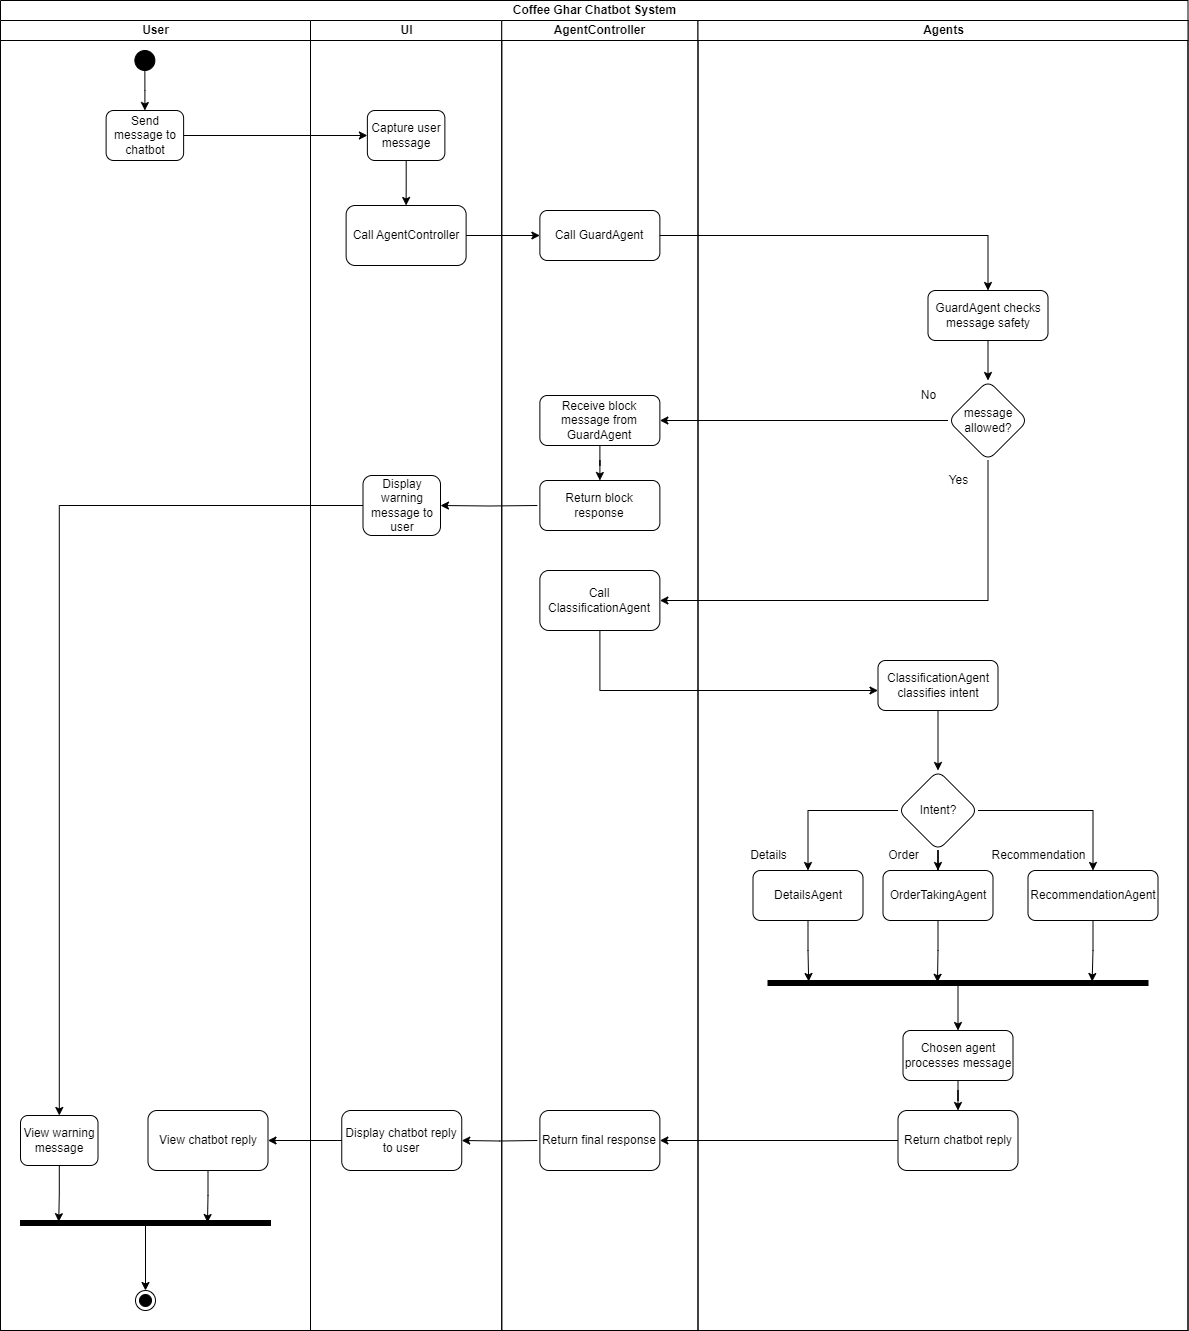 Coffee Ghar Chatbot System
User
UI
AgentController
Agents
Send
message to
chatbot
Capture user
message
Call AgentController
Call GuardAgent
GuardAgent checks
message safety
message
allowed?
No
Yes
Receive block
message from
GuardAgent
Return block
response
Display
warning
message to
user
Call
ClassificationAgent
ClassificationAgent
classifies intent
Intent?
Details
Order
Recommendation
DetailsAgent
OrderTakingAgent
RecommendationAgent
Chosen agent
processes message
Return chatbot reply
Return final response
Display chatbot reply
to user
View chatbot reply
View warning
message